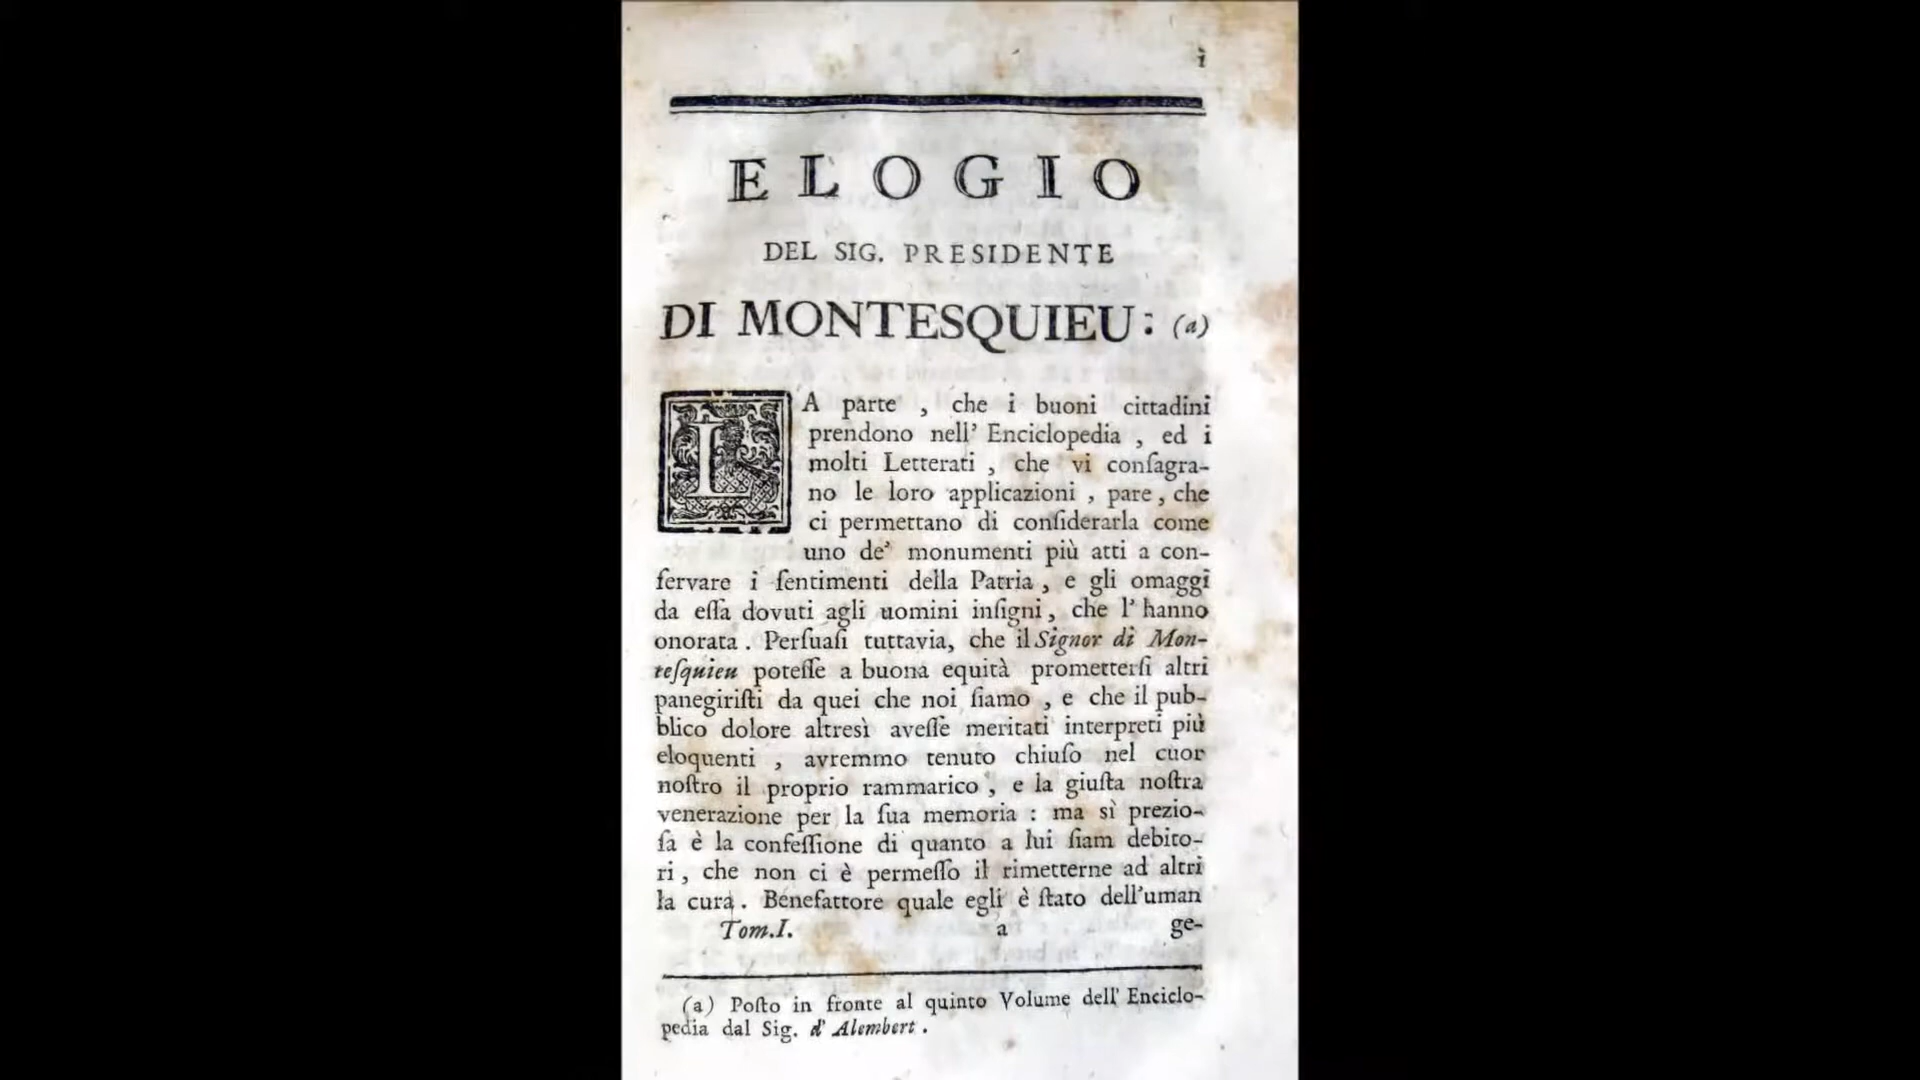 i
ELOGIO
DEL SIG. PRESIDENTE
DI MONTESQUIEU: (a)
LA parte, che i buoni cittadini
prendono nell' Enciclopedia, ed i
molti Letterati, che vi conſagra-
no le loro applicazioni, pare, che
ci permettano di conſiderarla come
uno de' monumenti più atti a con-
ſervare i ſentimenti della Patria, e gli omaggi
da eſſa dovuti agli uomini inſigni, che l' hanno
onorata. Perſuaſi tuttavia, che il Signor di Mon-
teſquieu poteſſe a buona equità prometterſi altri
panegiriſti da quei che noi ſiamo, e che il pub-
blico dolore altresì aveſſe meritati interpreti più
eloquenti, avremmo tenuto chiuſo nel cuor
noſtro il proprio rammarico, e la giuſta noſtra
venerazione per la ſua memoria: ma sì prezio-
ſa è la confeſſione di quanto a lui ſiam debito-
ri, che non ci è permeſſo il rimetterne ad altri
la cura. Benefattore quale egli è ſtato dell'uman
Tom.I. a ge-
(a) Poſto in fronte al quinto Volume dell' Enciclo-
pedia dal Sig. d' Alembert.